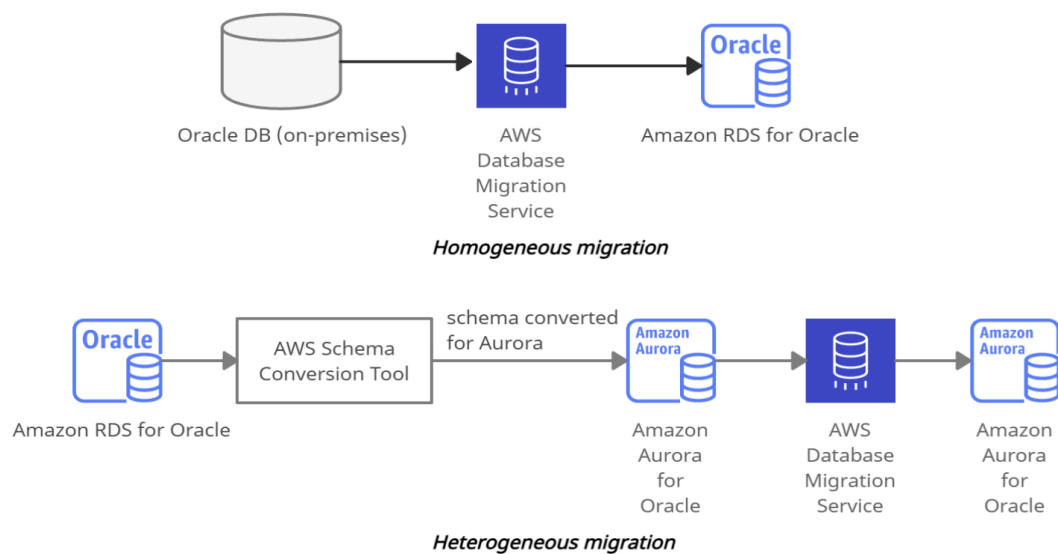 Oracle
Oracle DB (on-premises)
AWS
Database
Migration
Service
Amazon RDS for Oracle
Homogeneous migration
Oracle
Amazon RDS for Oracle
AWS Schema
Conversion Tool
schema converted
for Aurora
Amazon
Aurora
Amazon
Aurora
for
Oracle
AWS
Database
Migration
Service
Amazon
Aurora
Amazon
Aurora
for
Oracle
Heterogeneous migration